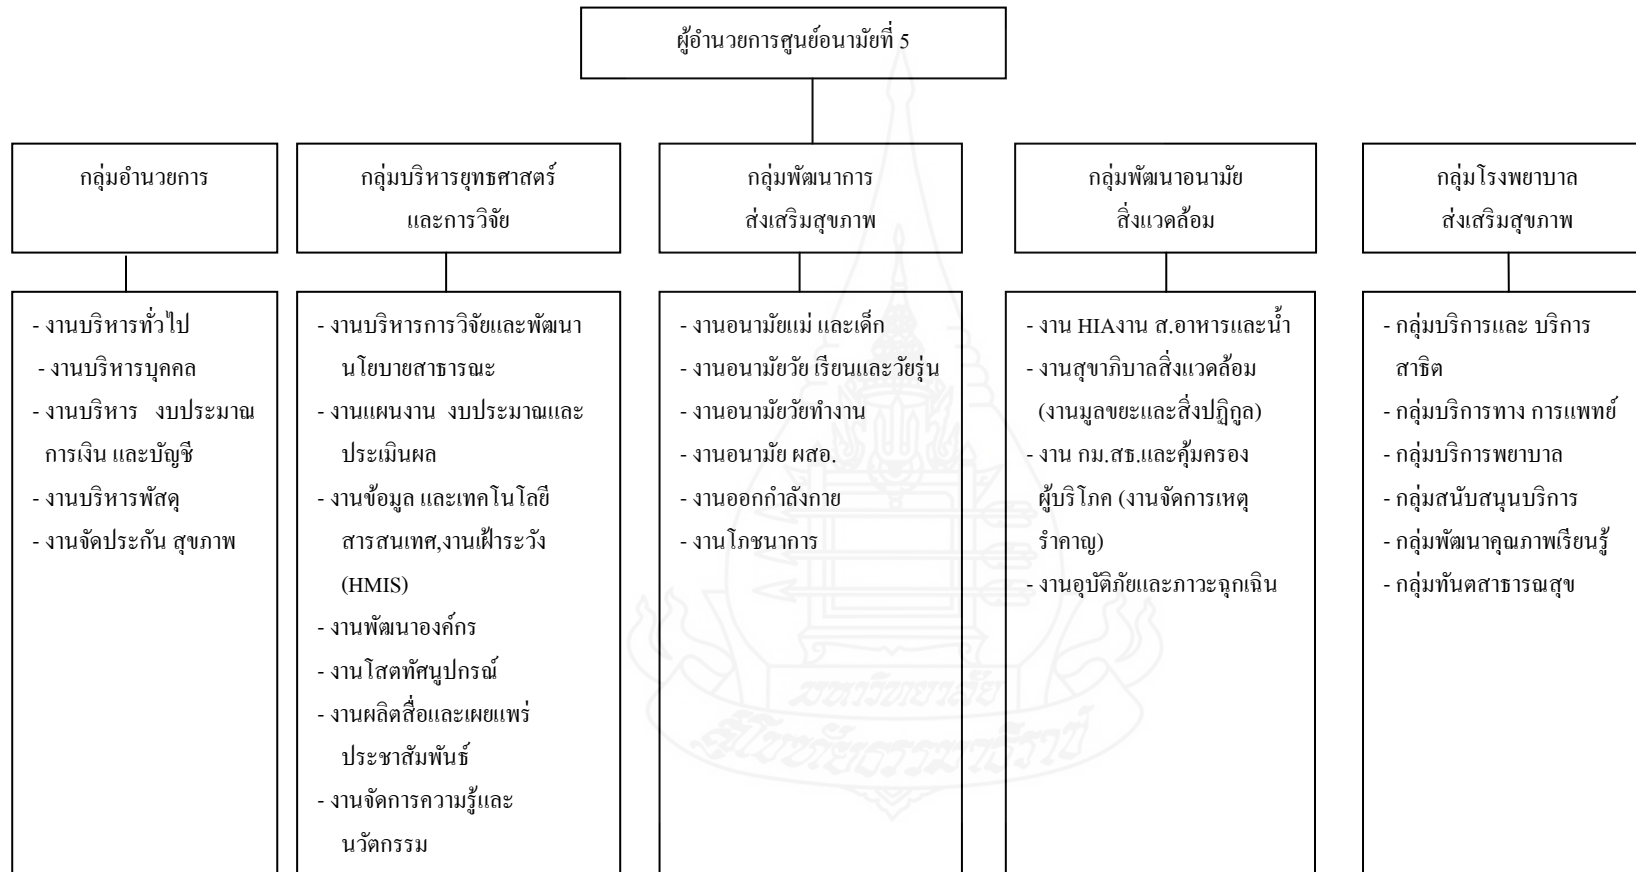 ผู้อำนวยการศูนย์อนามัยที่ 5
กลุ่มอำนวยการ
กลุ่มบริหารยุทธศาสตร์
และการวิจัย
กลุ่มพัฒนาการ
ส่งเสริมสุขภาพ
กลุ่มพัฒนาอนามัย
สิ่งแวดล้อม
กลุ่มโรงพยาบาล
ส่งเสริมสุขภาพ
- งานบริหารทั่วไป
- งานบริหารบุคคล
- งานบริหาร งบประมาณ
การเงิน และบัญชี
- งานบริหารพัสดุ
- งานจัดประกัน สุขภาพ
- งานบริหารการวิจัยและพัฒนา
นโยบายสาธารณะ
- งานแผนงาน งบประมาณและ
ประเมินผล
- งานข้อมูล และเทคโนโลยี
สารสนเทศ,งานเฝ้าระวัง
(HMIS)
- งานพัฒนาองค์กร
- งานโสตทัศนูปกรณ์
- งานผลิตสื่อและเผยแพร่
ประชาสัมพันธ์
- งานจัดการความรู้และ
นวัตกรรม
- งานอนามัยแม่ และเด็ก
- งานอนามัยวัย เรียนและวัยรุ่น
- งานอนามัยวัยทำงาน
- งานอนามัย ผสอ.
- งานออกกำลังกาย
- งานโภชนาการ
- งาน HIAงาน ส.อาหารและน้ำ
- งานสุขาภิบาลสิ่งแวดล้อม
(งานมูลขยะและสิ่งปฏิกูล)
- งาน กม.สธ.และคุ้มครอง
ผู้บริโภค (งานจัดการเหตุ
รำคาญ)
- งานอุบัติภัยและภาวะฉุกเฉิน
- กลุ่มบริการและ บริการ
สาธิต
- กลุ่มบริการทาง การแพทย์
- กลุ่มบริการพยาบาล
- กลุ่มสนับสนุนบริการ
- กลุ่มพัฒนาคุณภาพเรียนรู้
- กลุ่มทันตสาธารณสุข
มหาวิทยาลัย
สุโขทัยธรรมาธิราช